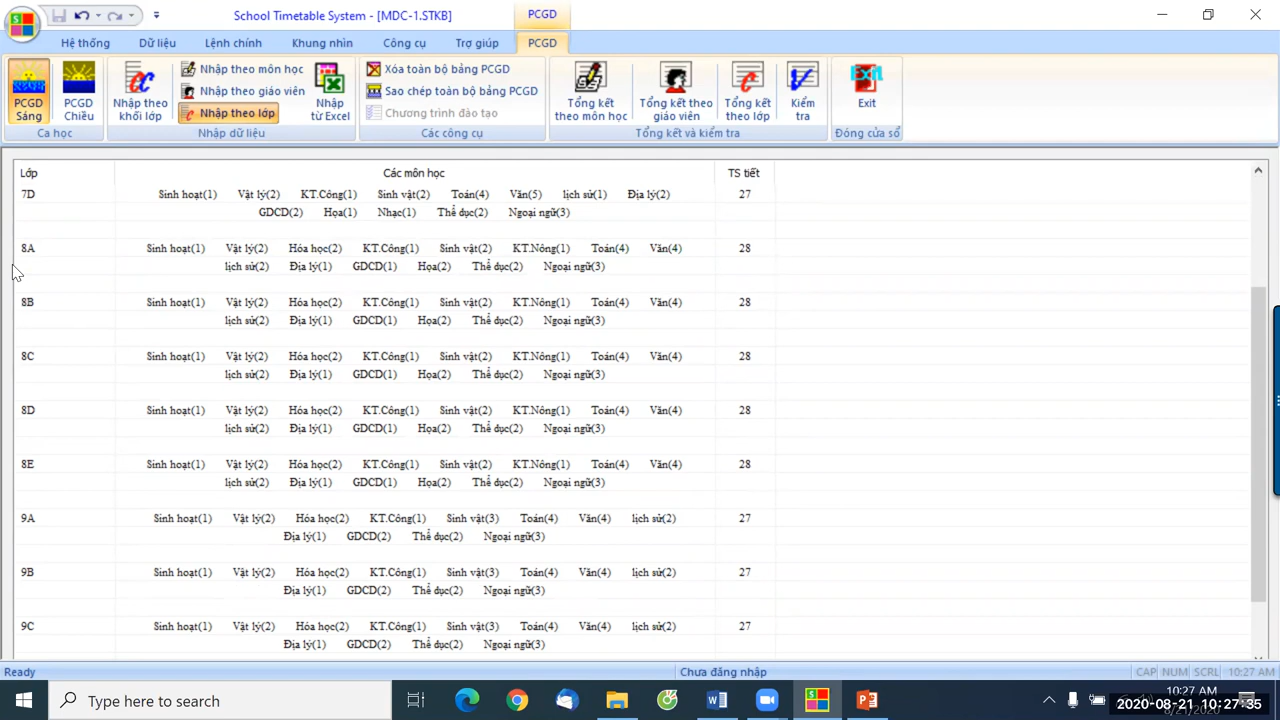 School Timetable System - [MDC-1.STKB]
PCGD
Hệ thống Dữ liệu Lệnh chính Khung nhìn Công cụ Trợ giúp PCGD
PCGD Sáng
PCGD Chiều
Ca học
Nhập theo khối lớp
Nhập theo môn học
Nhập theo giáo viên
Nhập theo lớp
Nhập từ Excel
Nhập dữ liệu
Xóa toàn bộ bảng PCGD
Sao chép toàn bộ bảng PCGD
Chương trình đào tạo
Các công cụ
Tổng kết theo môn học
Tổng kết theo giáo viên
Tổng kết theo lớp
Kiểm tra
Tổng kết và kiểm tra
Exit
Đóng cửa sổ
Lớp Các môn học TS tiết
7D Sinh hoạt(1) Vật lý(2) KT.Công(1) Sinh vật(2) Toán(4) Văn(5) lịch sử(1) Địa lý(2) 27
GDCD(2) Họa(1) Nhạc(1) Thể dục(2) Ngoại ngữ(3)
8A Sinh hoạt(1) Vật lý(2) Hóa học(2) KT.Công(1) Sinh vật(2) KT.Nông(1) Toán(4) Văn(4) 28
lịch sử(2) Địa lý(1) GDCD(1) Họa(2) Thể dục(2) Ngoại ngữ(3)
8B Sinh hoạt(1) Vật lý(2) Hóa học(2) KT.Công(1) Sinh vật(2) KT.Nông(1) Toán(4) Văn(4) 28
lịch sử(2) Địa lý(1) GDCD(1) Họa(2) Thể dục(2) Ngoại ngữ(3)
8C Sinh hoạt(1) Vật lý(2) Hóa học(2) KT.Công(1) Sinh vật(2) KT.Nông(1) Toán(4) Văn(4) 28
lịch sử(2) Địa lý(1) GDCD(1) Họa(2) Thể dục(2) Ngoại ngữ(3)
8D Sinh hoạt(1) Vật lý(2) Hóa học(2) KT.Công(1) Sinh vật(2) KT.Nông(1) Toán(4) Văn(4) 28
lịch sử(2) Địa lý(1) GDCD(1) Họa(2) Thể dục(2) Ngoại ngữ(3)
8E Sinh hoạt(1) Vật lý(2) Hóa học(2) KT.Công(1) Sinh vật(2) KT.Nông(1) Toán(4) Văn(4) 28
lịch sử(2) Địa lý(1) GDCD(1) Họa(2) Thể dục(2) Ngoại ngữ(3)
9A Sinh hoạt(1) Vật lý(2) Hóa học(2) KT.Công(1) Sinh vật(3) Toán(4) Văn(4) lịch sử(2) 27
Địa lý(1) GDCD(2) Thể dục(2) Ngoại ngữ(3)
9B Sinh hoạt(1) Vật lý(2) Hóa học(2) KT.Công(1) Sinh vật(3) Toán(4) Văn(4) lịch sử(2) 27
Địa lý(1) GDCD(2) Thể dục(2) Ngoại ngữ(3)
9C Sinh hoạt(1) Vật lý(2) Hóa học(2) KT.Công(1) Sinh vật(3) Toán(4) Văn(4) lịch sử(2) 27
Địa lý(1) GDCD(2) Thể dục(2) Ngoại ngữ(3)
Ready Chưa đăng nhập CAP NUM SCRL 10:27 AM
Type here to search
10:27 AM
2020-08-21 10:27:35